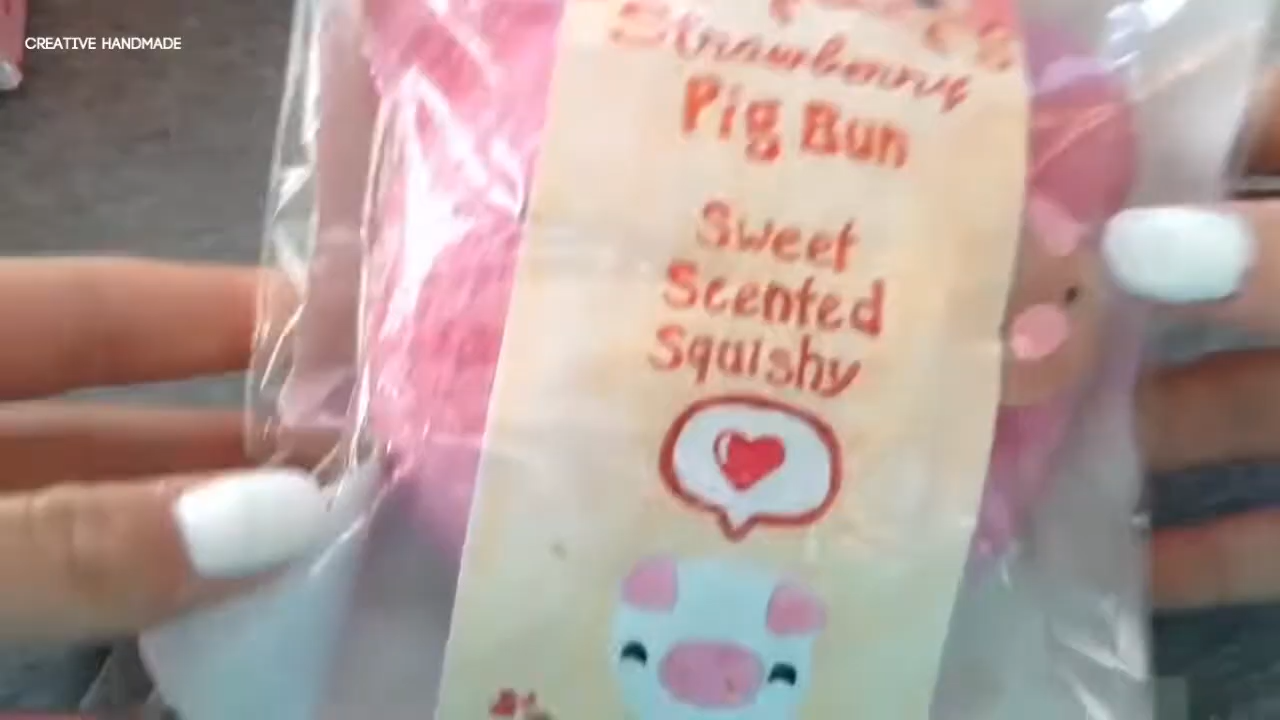 CREATIVE HANDMADE
Strawberry
Pig Bun
Sweet
Scented
Squishy